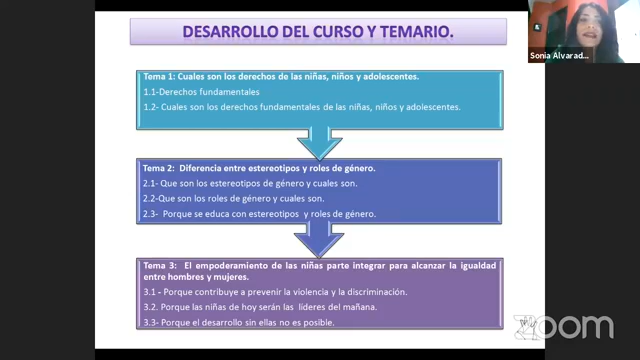 DESARROLLO DEL CURSO Y TEMARIO.
Sonia Alvarad...
Tema 1: Cuales son los derechos de las niñas, niños y adolescentes.
1.1-Derechos fundamentales
1.2- Cuales son los derechos fundamentales de las niñas, niños y adolescentes.
Tema 2: Diferencia entre estereotipos y roles de género.
2.1- Que son los estereotipos de género y cuales son.
2.2-Que son los roles de género y cuales son.
2.3- Porque se educa con estereotipos y roles de género.
Tema 3: El empoderamiento de las niñas parte integrar para alcanzar la igualdad
entre hombres y mujeres.
3.1 - Porque contribuye a prevenir la violencia y la discriminación.
3.2. Porque las niñas de hoy serán las lideres del mañana.
3.3- Porque el desarrollo sin ellas no es posible.
zoom